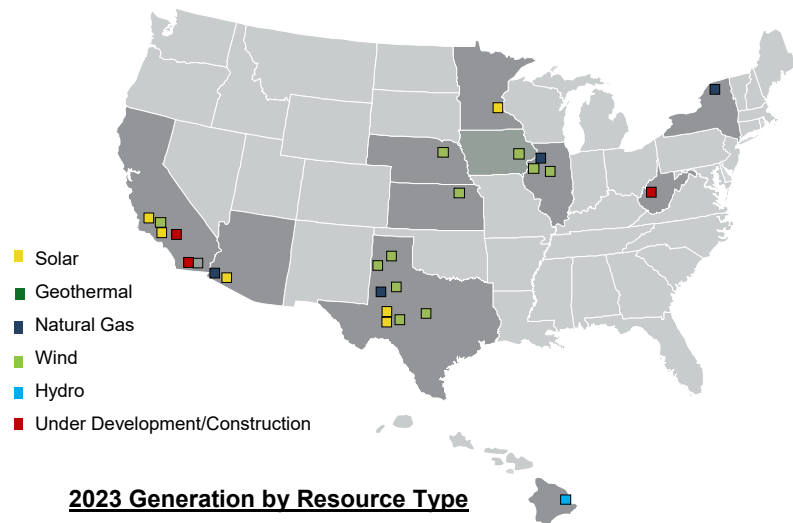 Solar
Geothermal
Natural Gas
Wind
Hydro
Under Development/Construction
2023 Generation by Resource Type